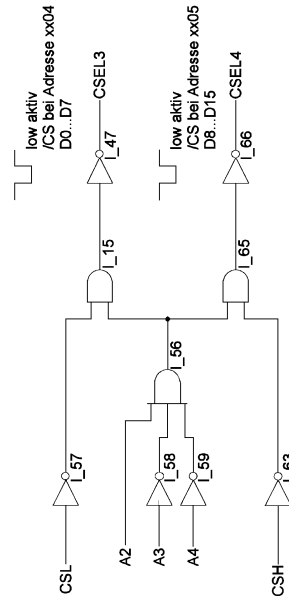 low aktiv
/CS bei Adresse xx04
D0...D7
CSEL3
I_47
I_15
low aktiv
/CS bei Adresse xx05
D8...D15
CSEL4
I_66
I_65
I_56
I_57
I_58
I_59
I_63
CSL
A2
A3
A4
CSH